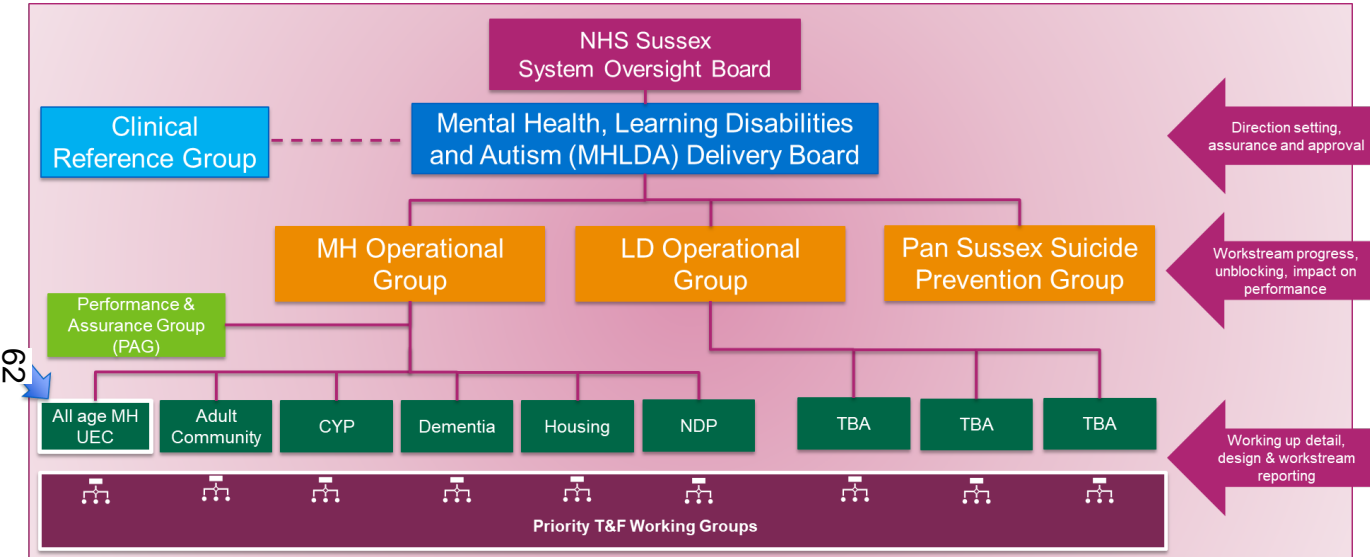 NHS Sussex
System Oversight Board
Clinical
Reference Group
Mental Health, Learning Disabilities
and Autism (MHLDA) Delivery Board
Direction setting,
assurance and approval
MH Operational
Group
LD Operational
Group
Pan Sussex Suicide
Prevention Group
Workstream progress,
unblocking, impact on
performance
Performance &
Assurance Group
(PAG)
62
All age MH
UEC
Adult
Community
CYP
Dementia
Housing
NDP
TBA
TBA
TBA
Working up detail,
design & workstream
reporting
Priority T&F Working Groups